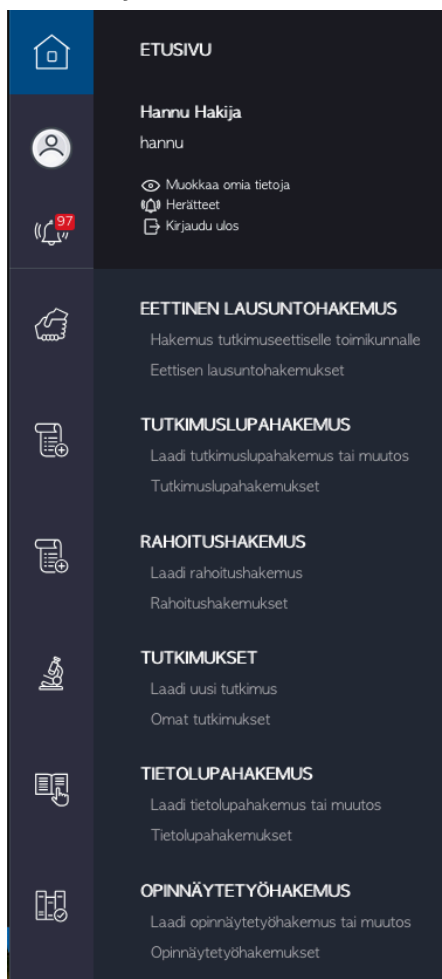 ETUSIVU
Hannu Hakija
hannu
Muokkaa omia tietoja
97
Herätteet
Kirjaudu ulos
EETTINEN LAUSUNTOHAKEMUS
Hakemus tutkimuseettiselle toimikunnalle
Eettisen lausuntohakemukset
TUTKIMUSLUPAHAKEMUS
Laadi tutkimuslupahakemus tai muutos
Tutkimuslupahakemukset
RAHOITUSHAKEMUS
Laadi rahoitushakemus
Rahoitushakemukset
TUTKIMUKSET
Laadi uusi tutkimus
Omat tutkimukset
TIETOLUPAHAKEMUS
Laadi tietolupahakemus tai muutos
Tietolupahakemukset
OPINNÄYTETYÖHAKEMUS
Laadi opinnäytetyöhakemus tai muutos
Opinnäytetyöhakemukset